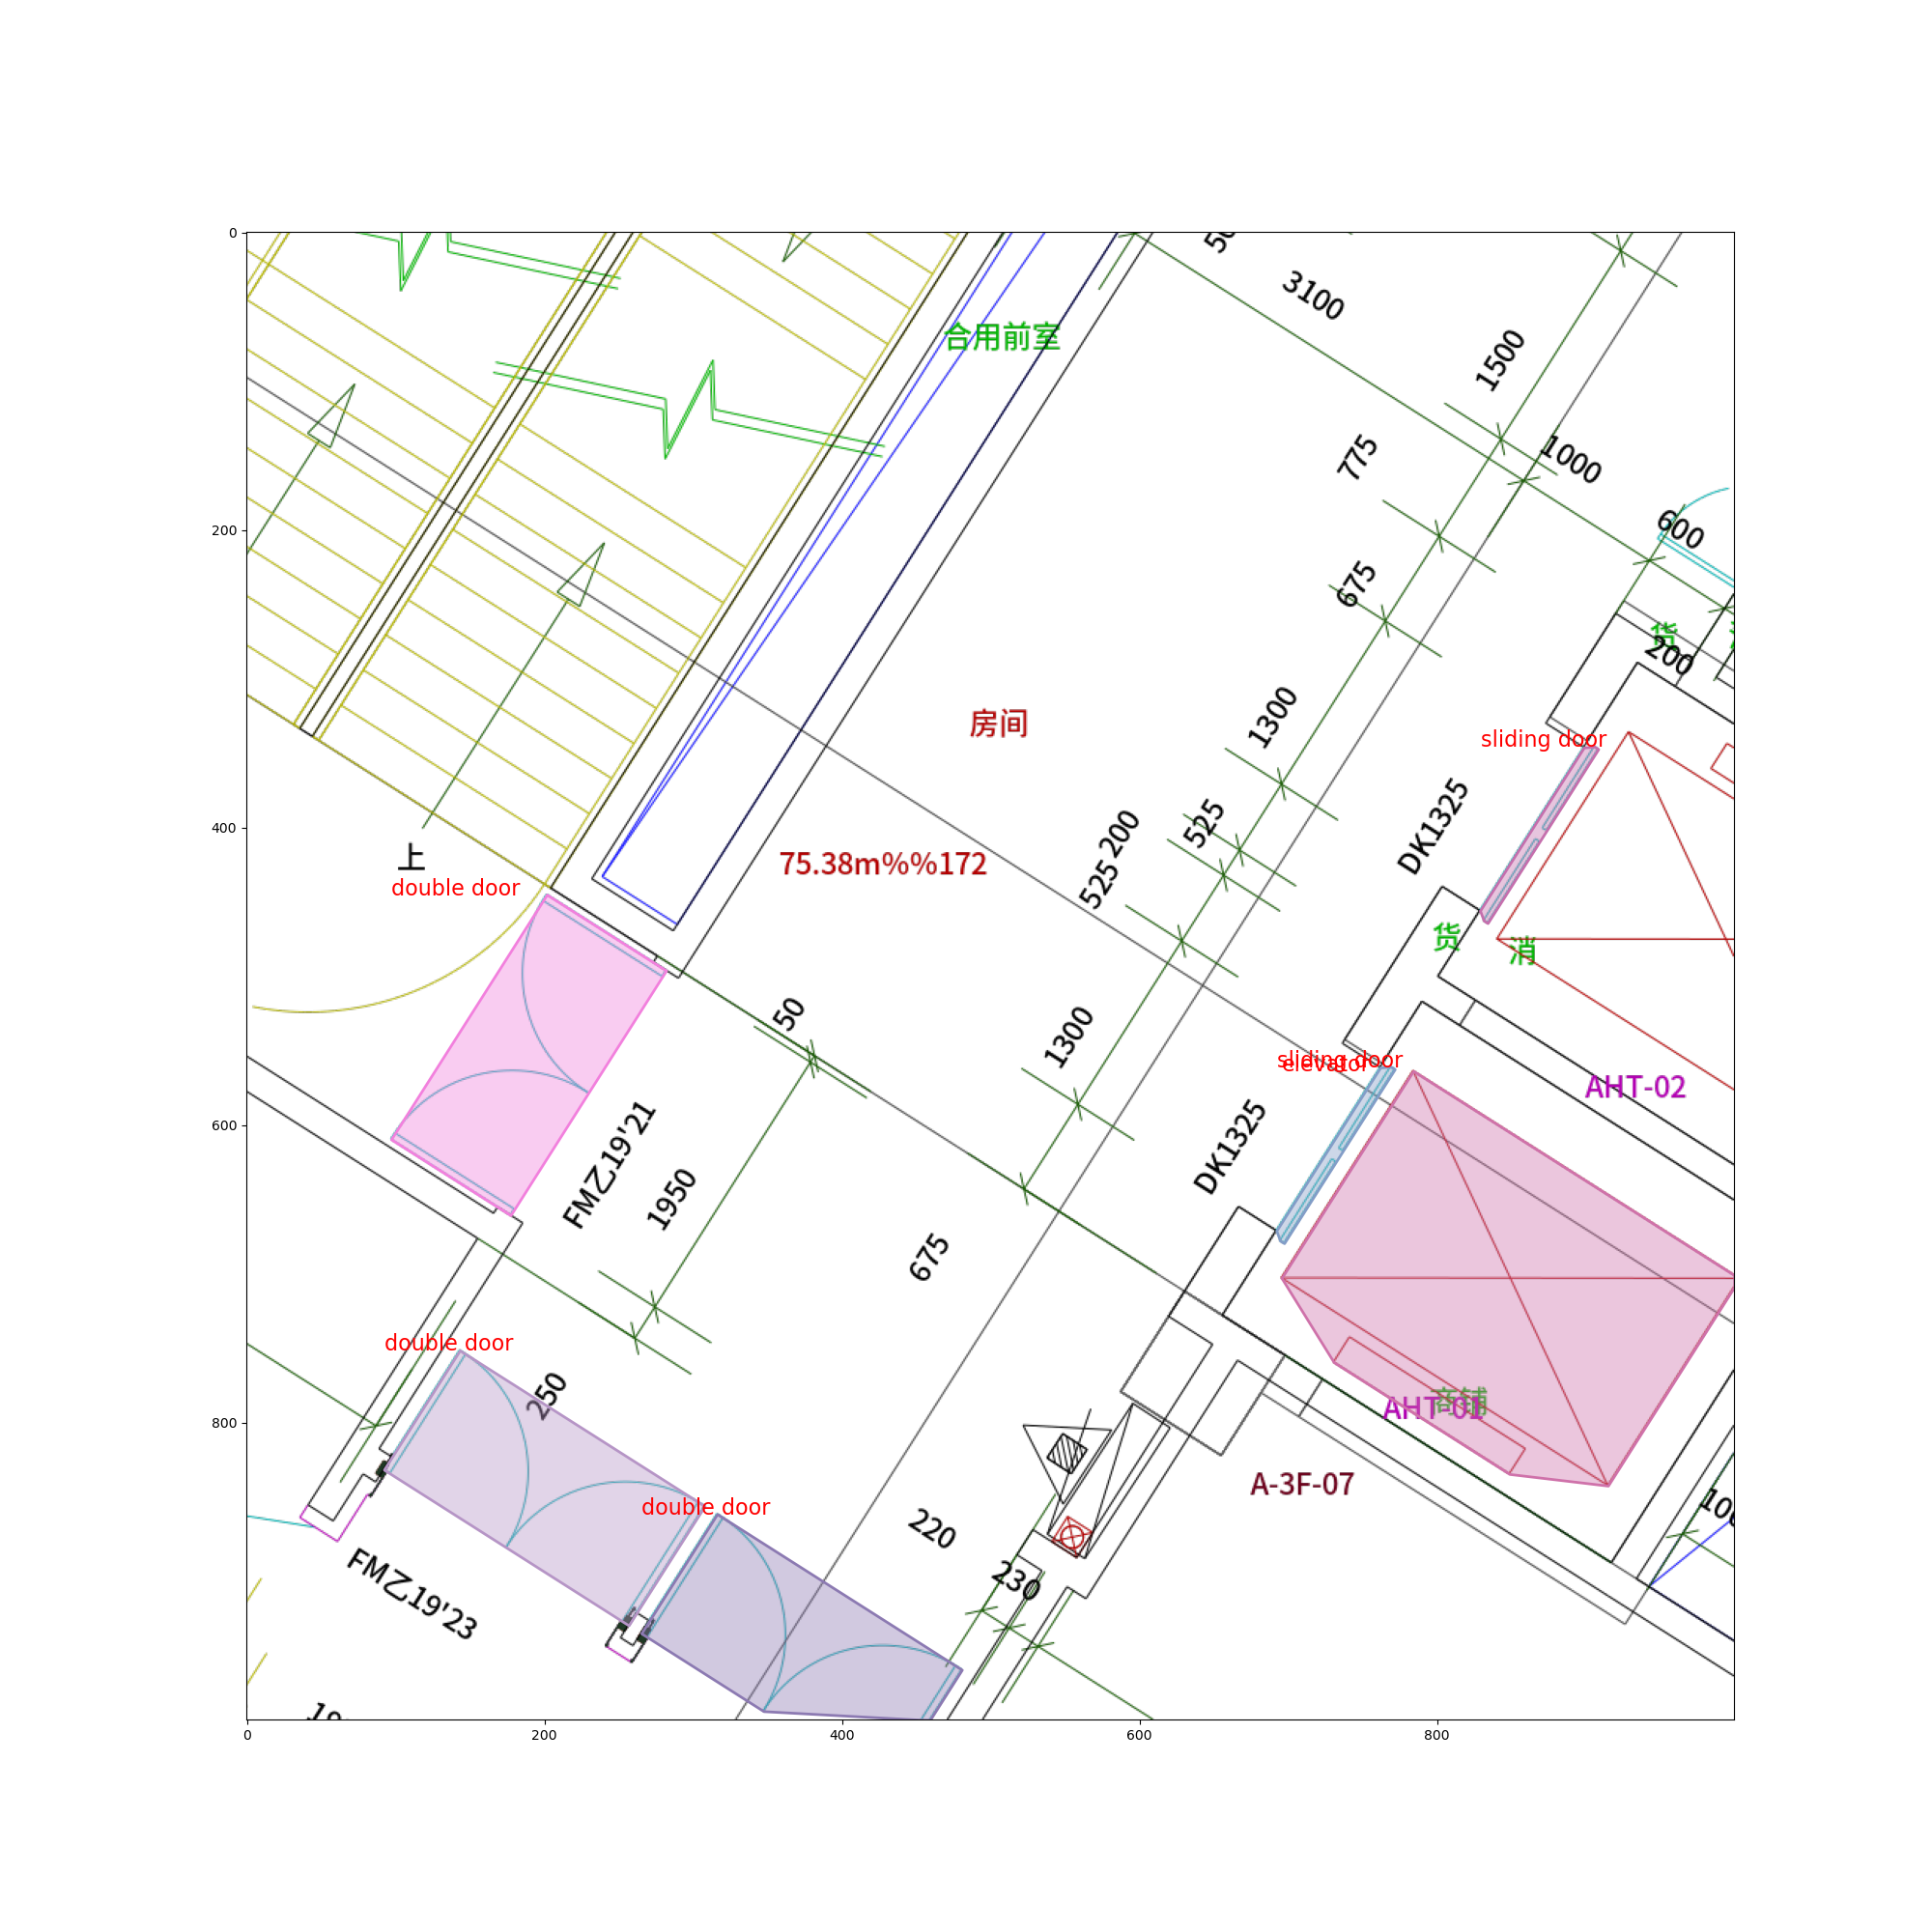 0
200
400
600
800
0
200
400
600
800
3100
1500
合用前室
775
1000
600
675
货
200
房间
1300
sliding door
DK1325
525
200
525
75.38m%%172
上
double door
货
消
50
1300
sliding door
elevator
AHT-02
FM乙19'21
DK1325
1950
675
double door
250
商铺
AHT-01
A-3F-07
double door
220
230
FM乙19'23